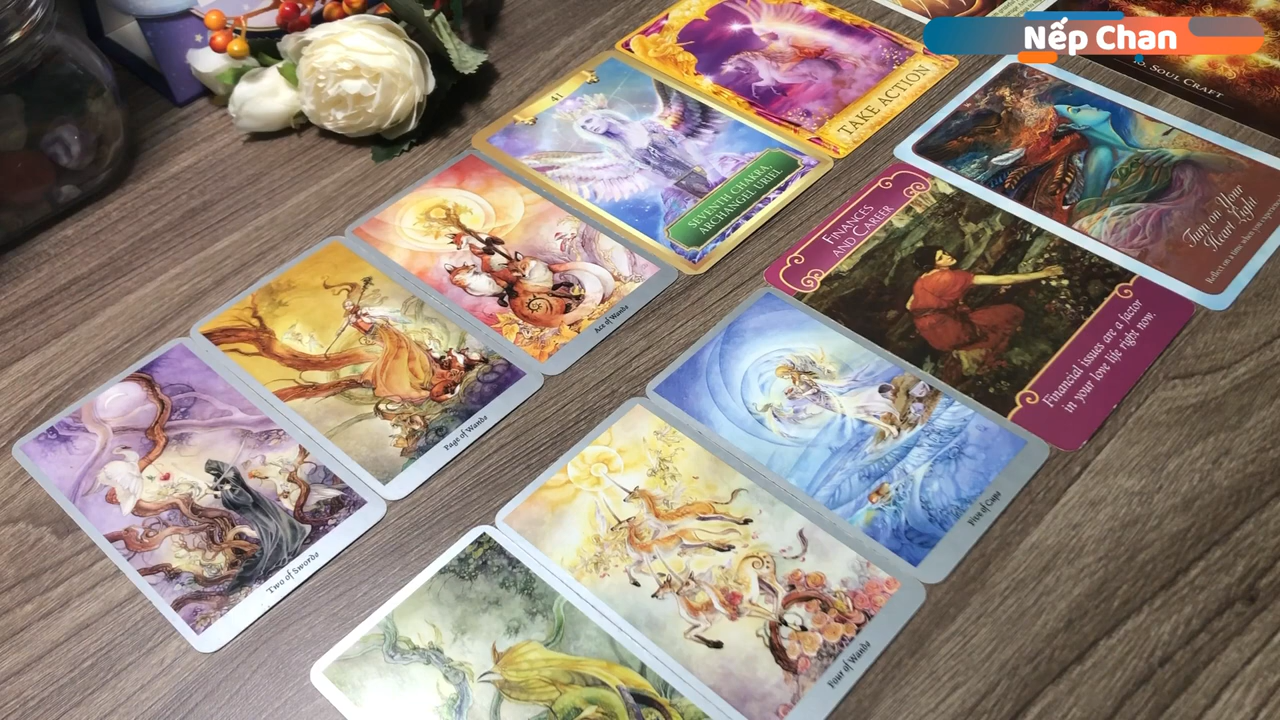 Nếp Chan
SOUL CRAFT
TAKE ACTION
41
SEVENTH CHAKRA,
ARCHANGEL URIEL
Turn on Your
Heart Light
FINANCES
AND CAREER
Financial issues are a factor
in your love life right now.
Ace of Wands
Page of Wands
Two of Swords
Five of Cups
Four of Wands